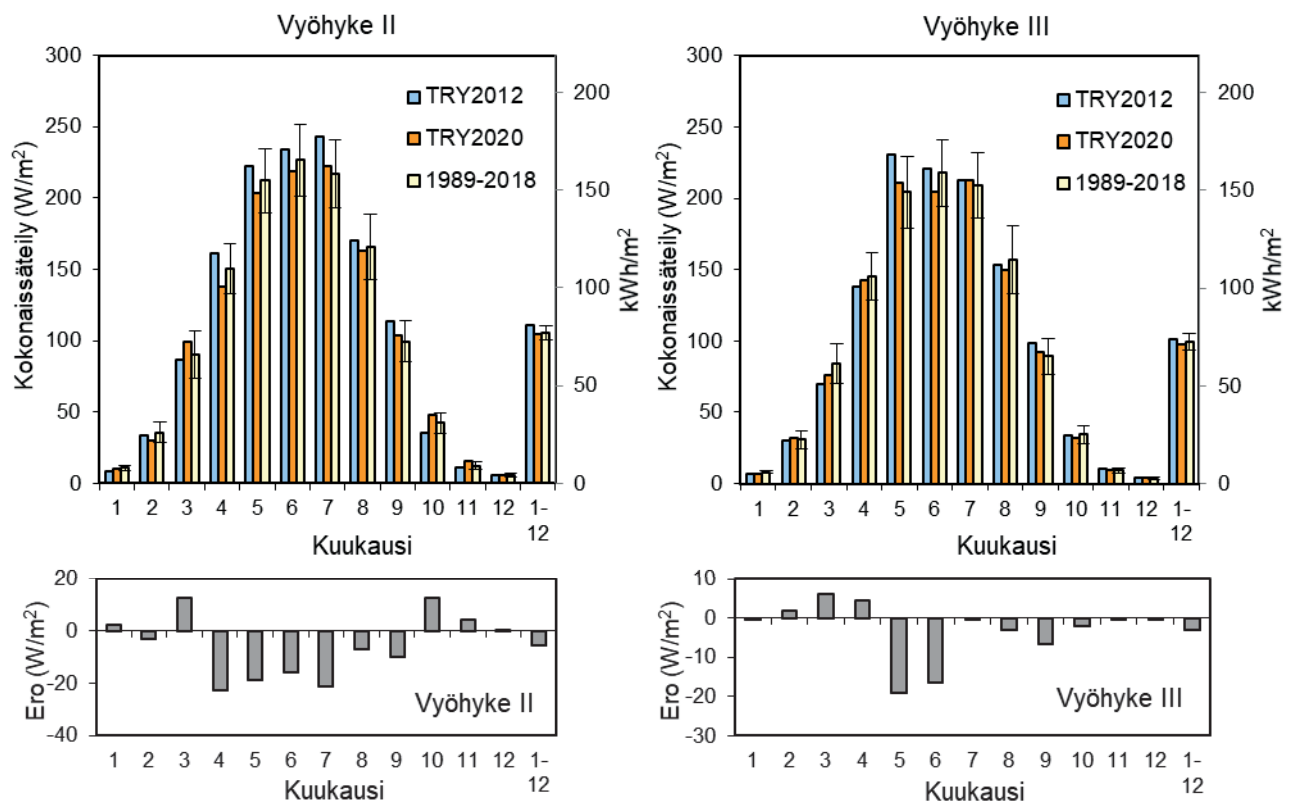 Vyöhyke II
Kokonaissäteily (W/m²)
300
250
200
150
100
50
0
TRY2012
TRY2020
1989-2018
200
150
100
50
0
kWh/m²
1 2 3 4 5 6 7 8 9 10 11 12 1-12
Kuukausi
Vyöhyke III
Kokonaissäteily (W/m²)
300
250
200
150
100
50
0
TRY2012
TRY2020
1989-2018
200
150
100
50
0
kWh/m²
1 2 3 4 5 6 7 8 9 10 11 12 1-12
Kuukausi
Ero (W/m²)
20
0
-20
-40
Vyöhyke II
1 2 3 4 5 6 7 8 9 10 11 12 1-12
Kuukausi
Ero (W/m²)
10
0
-10
-20
-30
Vyöhyke III
1 2 3 4 5 6 7 8 9 10 11 12 1-12
Kuukausi